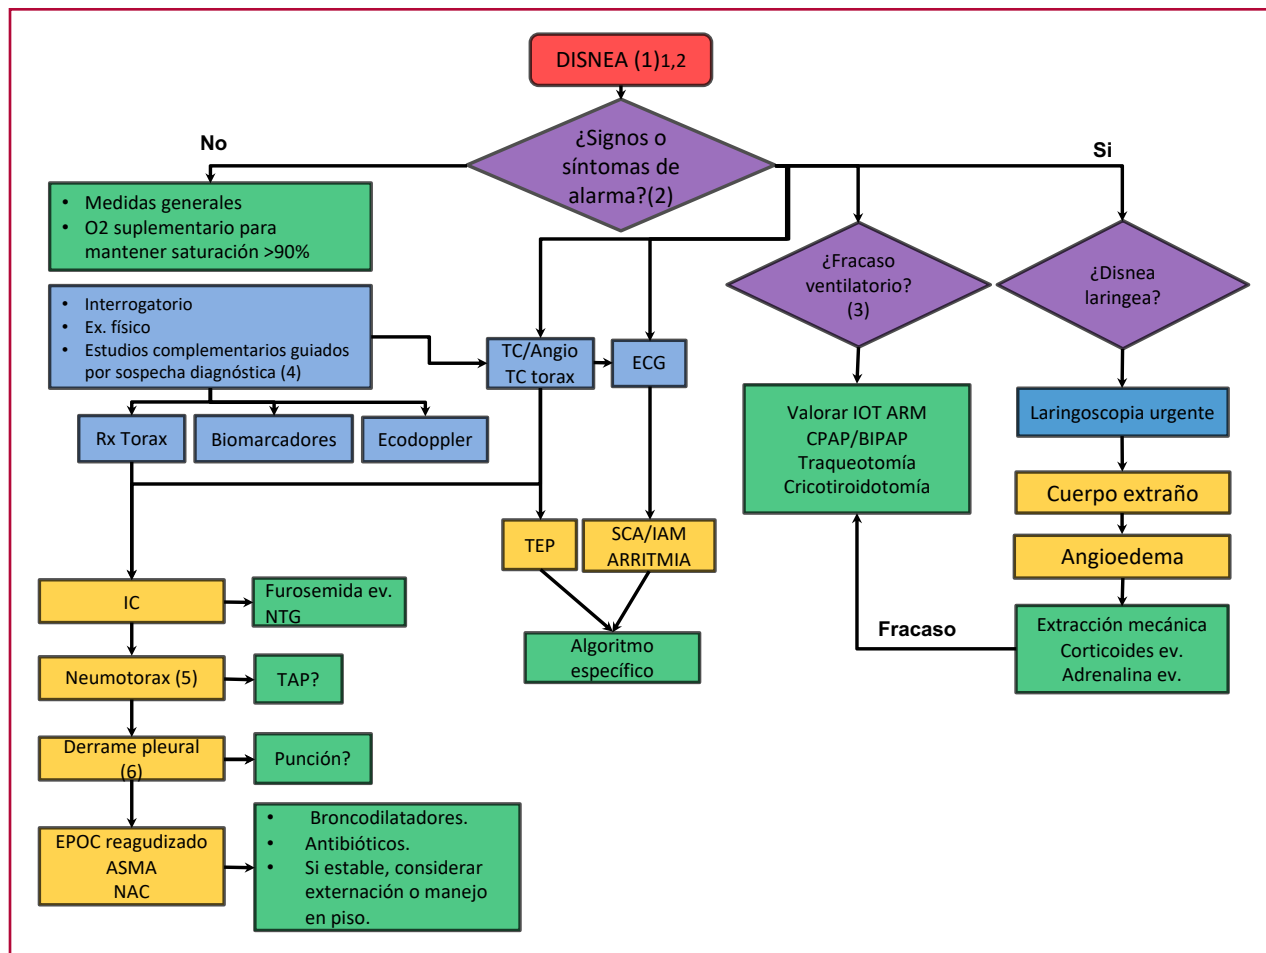 DISNEA (1)1,2
¿Signos o
síntomas de
alarma?(2)
No
Si
• Medidas generales
• O2 suplementario para
mantener saturación >90%
¿Fracaso
ventilatorio?
(3)
¿Disnea
laringea?
• Interrogatorio
• Ex. físico
• Estudios complementarios guiados
por sospecha diagnóstica (4)
TC/Angio
TC torax
ECG
Rx Torax
Biomarcadores
Ecodoppler
Valorar IOT ARM
CPAP/BIPAP
Traqueotomía
Cricotiroidotomía
Laringoscopia urgente
Cuerpo extraño
Angioedema
TEP
SCA/IAM
ARRITMIA
IC
Furosemida ev.
NTG
Algoritmo
específico
Fracaso
Extracción mecánica
Corticoides ev.
Adrenalina ev.
Neumotorax (5)
TAP?
Derrame pleural
(6)
Punción?
EPOC reagudizado
ASMA
NAC
• Broncodilatadores.
• Antibióticos.
• Si estable, considerar
externación o manejo
en piso.